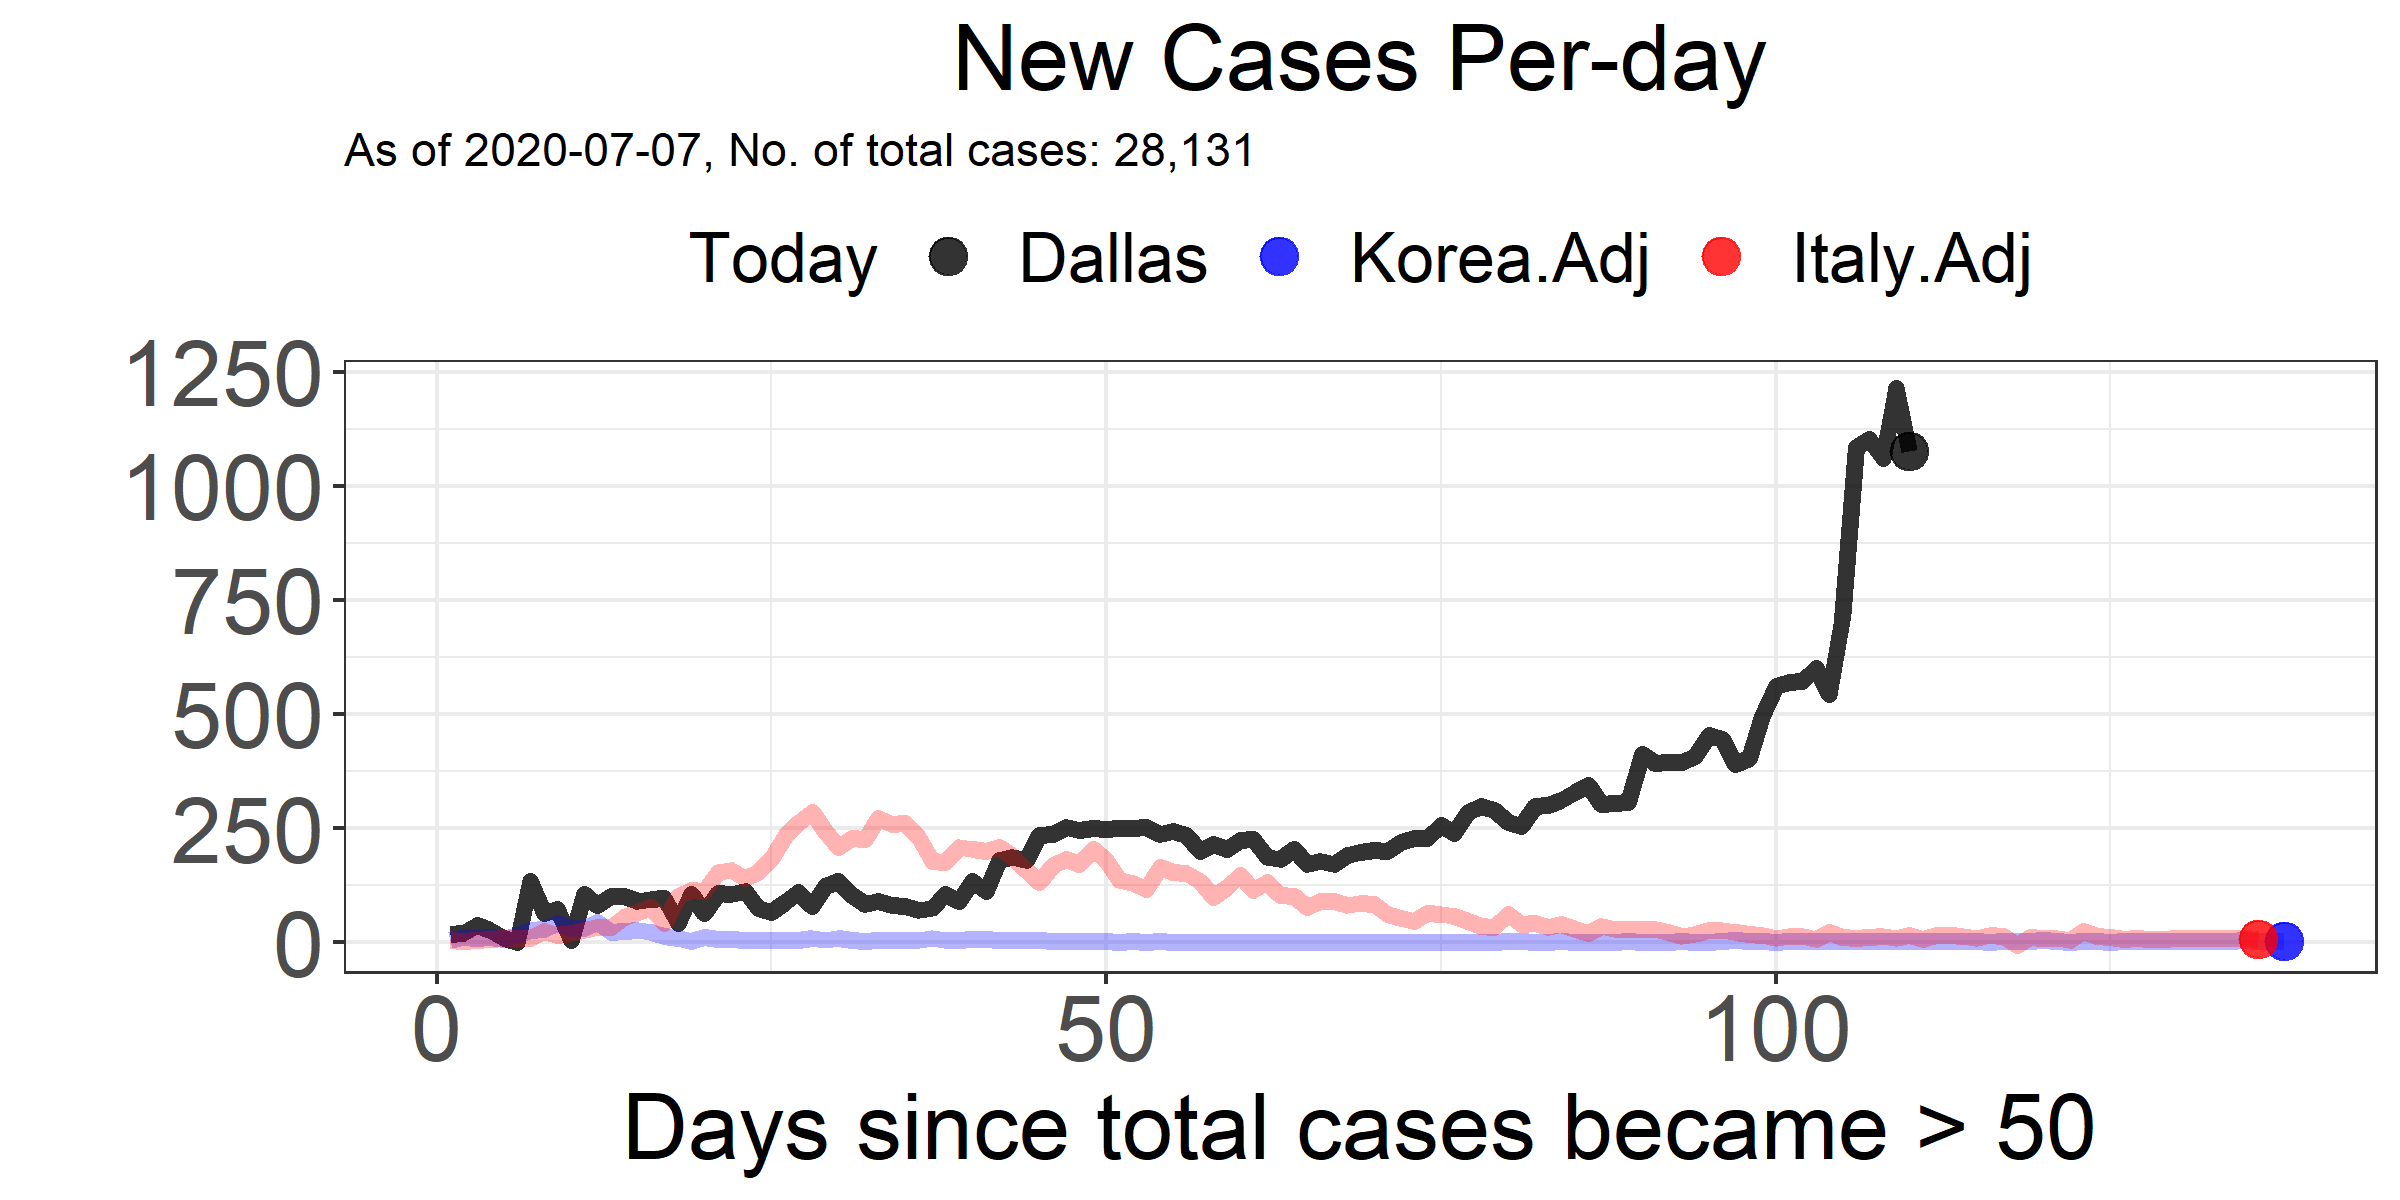 New Cases Per-day
As of 2020-07-07, No. of total cases: 28,131
Today Dallas Korea.Adj Italy.Adj
1250
1000
750
500
250
0
0 50 100
Days since total cases became > 50